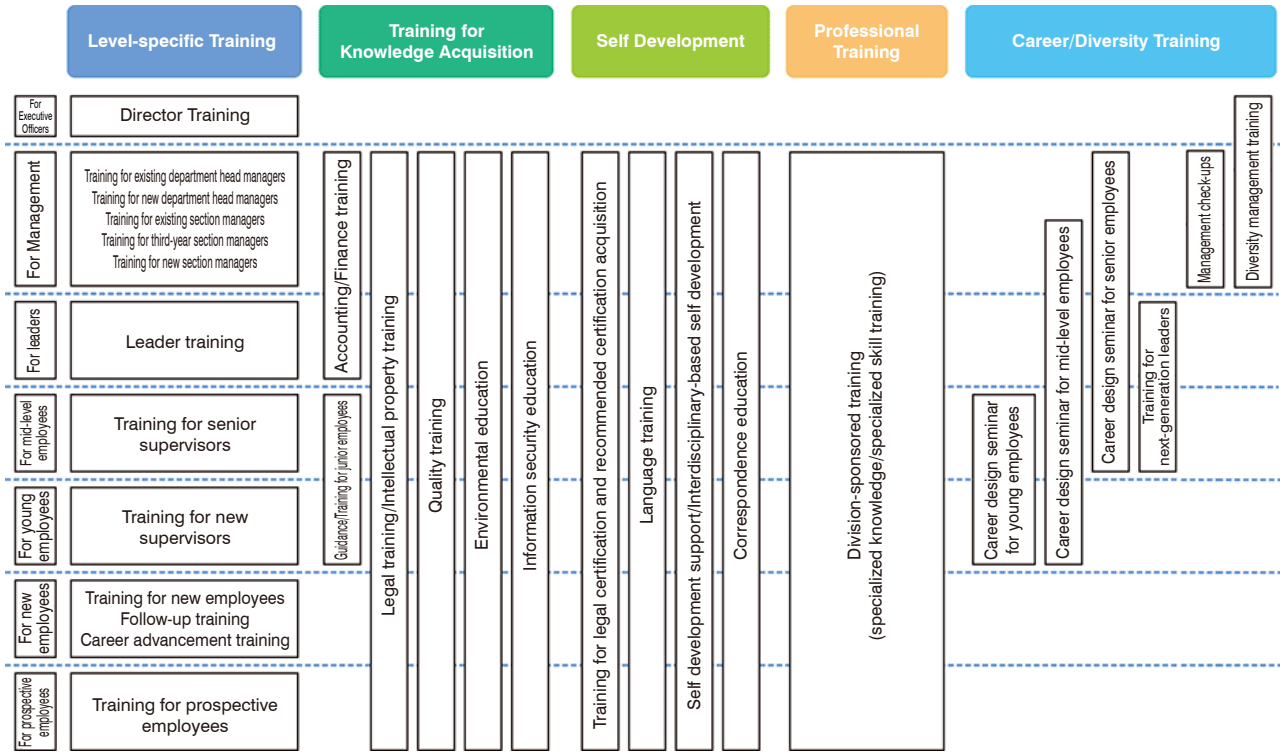 Level-specific Training
Training for
Knowledge Acquisition
Self Development
Professional
Training
Career/Diversity Training
For
Executive
Officers
Director Training
For Management
Training for existing department head managers
Training for new department head managers
Training for existing section managers
Training for third-year section managers
Training for new section managers
For leaders
Leader training
For mid-level
employees
Training for senior
supervisors
For young
employees
Training for new
supervisors
For new
employees
Training for new employees
Follow-up training
Career advancement training
For prospective
employees
Training for prospective
employees
Accounting/Finance training
Guidance/Training for junior employees
Legal training/Intellectual property training
Quality training
Environmental education
Information security education
Training for legal certification and recommended certification acquisition
Language training
Self development support/Interdisciplinary-based self development
Correspondence education
Division-sponsored training
(specialized knowledge/specialized skill training)
Career design seminar
for young employees
Career design seminar for mid-level employees
Career design seminar for senior employees
Training for
next-generation leaders
Management check-ups
Diversity management training